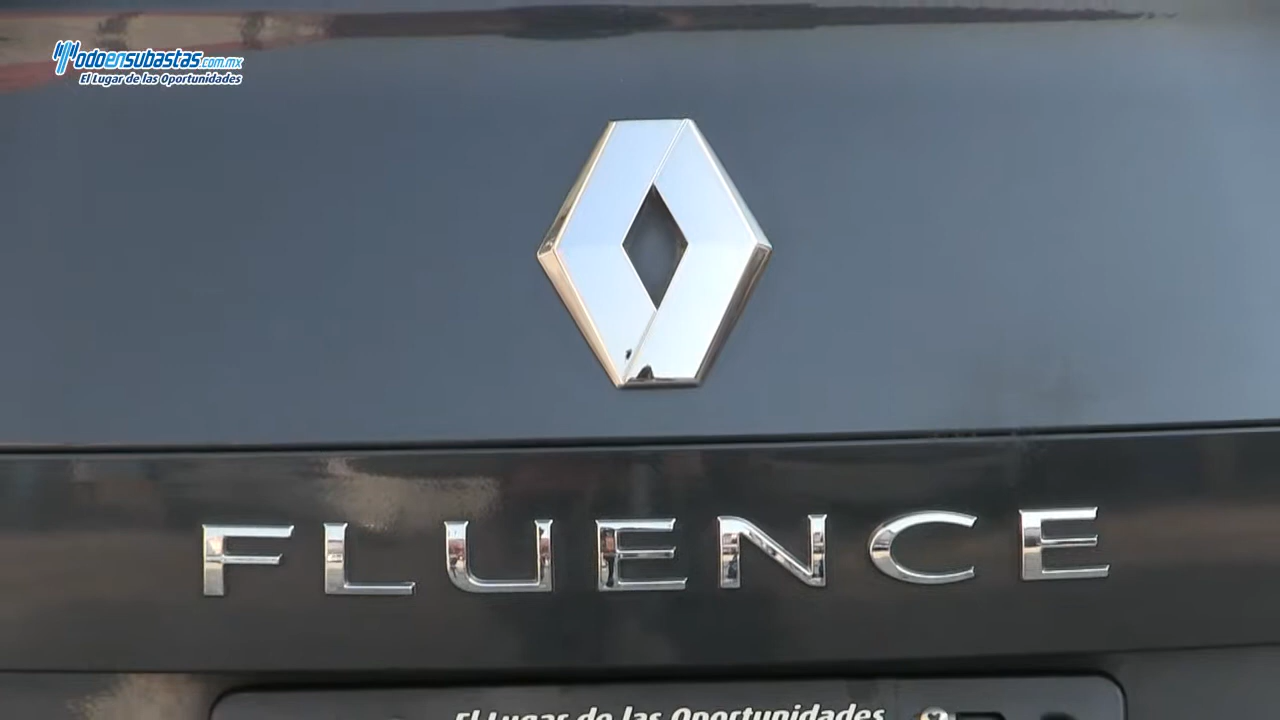 Todoensubastas.com.mx
El Lugar de las Oportunidades
FLUENCE
El Lugar de las Oportunidades